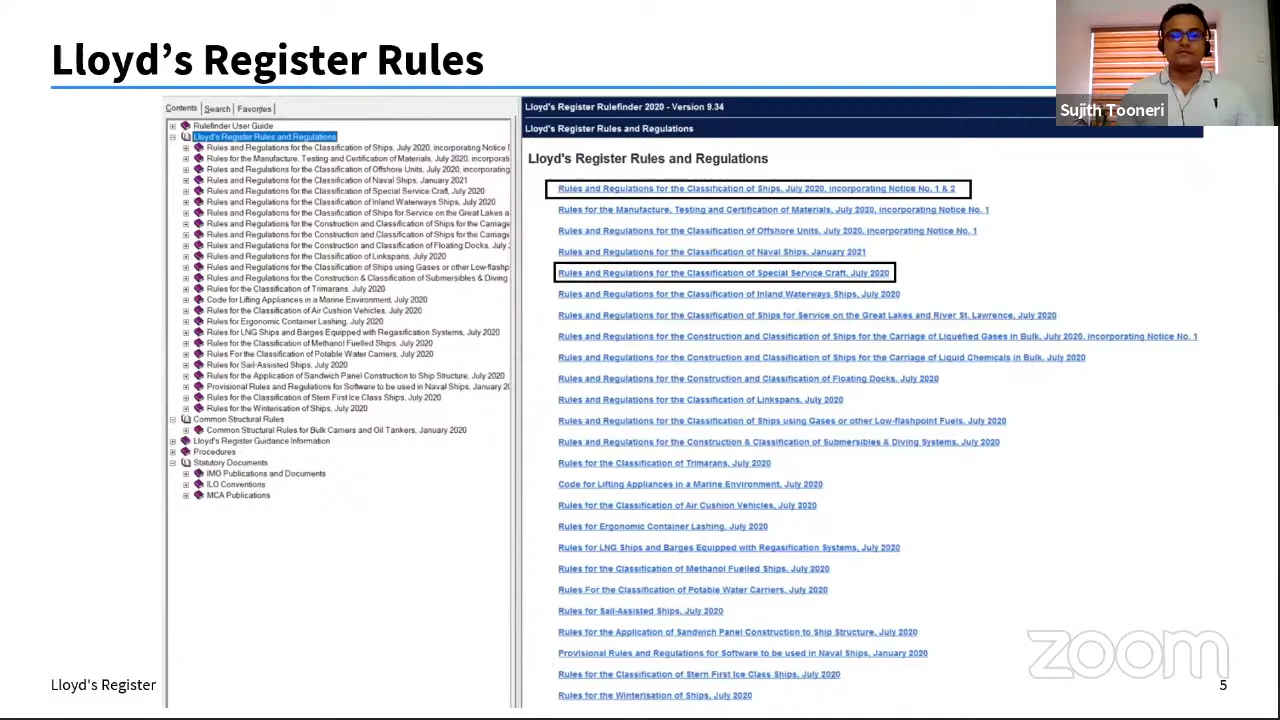 Lloyd's Register Rules
Sujith Tooneri
Contents Search Favorites
Rulefinder User Guide
Lloyd's Register Rules and Regulations
Rules and Regulations for the Classification of Ships, July 2020, incorporating Notice
Rules for the Manufacture, Testing and Certification of Materials, July 2020, incorporati
Rules and Regulations for the Classification of Offshore Units, July 2020, incorporating
Rules and Regulations for the Classification of Naval Ships, January 2021
Rules and Regulations for the Classification of Special Service Craft, July 2020
Rules and Regulations for the Classification of Inland Waterways Ships, July 2020
Rules and Regulations for the Classification of Ships for Service on the Great Lakes a
Rules and Regulations for the Construction and Classification of Ships for the Carriage
Rules and Regulations for the Construction and Classification of Ships for the Carriag
Rules and Regulations for the Construction and Classification of Floating Docks, July
Rules and Regulations for the Classification of Linkspans, July 2020
Rules and Regulations for the Classification of Ships using Gases or other Low-flashp
Rules and Regulations for the Construction & Classification of Submersibles & Diving
Rules for the Classification of Trimarans, July 2020
Code for Lifting Appliances in a Marine Environment, July 2020
Rules for the Classification of Air Cushion Vehicles, July 2020
Rules for Ergonomic Container Lashing, July 2020
Rules for LNG Ships and Barges Equipped with Regasification Systems, July 2020
Rules for the Classification of Methanol Fuelled Ships, July 2020
Rules For the Classification of Potable Water Carriers, July 2020
Rules for Sail-Assisted Ships, July 2020
Rules for the Application of Sandwich Panel Construction to Ship Structure, July 2020
Provisional Rules and Regulations for Software to be used in Naval Ships, January 20
Rules for the Classification of Stern First Ice Class Ships, July 2020
Rules for the Winterisation of Ships, July 2020
Common Structural Rules
Common Structural Rules for Bulk Carriers and Oil Tankers, January 2020
Lloyd's Register Guidance Information
Procedures
Statutory Documents
IMO Publications and Documents
ILO Conventions
MCA Publications
Lloyd's Register Rulefinder 2020 - Version 9.34
Lloyd's Register Rules and Regulations
Lloyd's Register Rules and Regulations
Rules and Regulations for the Classification of Ships, July 2020, incorporating Notice No. 1 & 2
Rules for the Manufacture, Testing and Certification of Materials, July 2020, incorporating Notice No. 1
Rules and Regulations for the Classification of Offshore Units, July 2020, incorporating Notice No. 1
Rules and Regulations for the Classification of Naval Ships, January 2021
Rules and Regulations for the Classification of Special Service Craft, July 2020
Rules and Regulations for the Classification of Inland Waterways Ships, July 2020
Rules and Regulations for the Classification of Ships for Service on the Great Lakes and River St. Lawrence, July 2020
Rules and Regulations for the Construction and Classification of Ships for the Carriage of Liquefied Gases in Bulk, July 2020, incorporating Notice No. 1
Rules and Regulations for the Construction and Classification of Ships for the Carriage of Liquid Chemicals in Bulk, July 2020
Rules and Regulations for the Construction and Classification of Floating Docks, July 2020
Rules and Regulations for the Classification of Linkspans, July 2020
Rules and Regulations for the Classification of Ships using Gases or other Low-flashpoint Fuels, July 2020
Rules and Regulations for the Construction & Classification of Submersibles & Diving Systems, July 2020
Rules for the Classification of Trimarans, July 2020
Code for Lifting Appliances in a Marine Environment, July 2020
Rules for the Classification of Air Cushion Vehicles, July 2020
Rules for Ergonomic Container Lashing, July 2020
Rules for LNG Ships and Barges Equipped with Regasification Systems, July 2020
Rules for the Classification of Methanol Fuelled Ships, July 2020
Rules For the Classification of Potable Water Carriers, July 2020
Rules for Sail-Assisted Ships, July 2020
Rules for the Application of Sandwich Panel Construction to Ship Structure, July 2020
Provisional Rules and Regulations for Software to be used in Naval Ships, January 2020
Rules for the Classification of Stern First Ice Class Ships, July 2020
Rules for the Winterisation of Ships, July 2020
zoom
Lloyd's Register
5